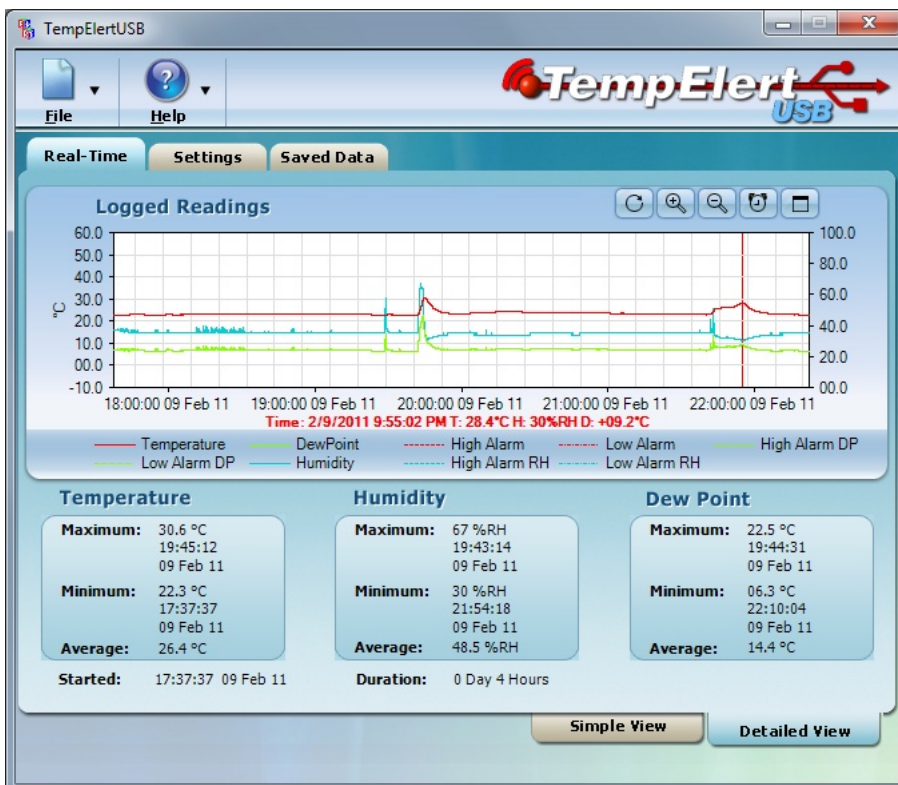 TempElertUSB
File
Help
TempElert
USB
Real-Time
Settings
Saved Data
Logged Readings
60.0
50.0
40.0
30.0
20.0
10.0
00.0
-10.0
°C
100.0
80.0
60.0
40.0
20.0
00.0
18:00:00 09 Feb 11
19:00:00 09 Feb 11
20:00:00 09 Feb 11
21:00:00 09 Feb 11
22:00:00 09 Feb 11
Time: 2/9/2011 9:55:02 PM T: 28.4°C H: 30%RH D: +09.2°C
Temperature DewPoint High Alarm Low Alarm High Alarm DP
Low Alarm DP Humidity High Alarm RH Low Alarm RH
Temperature
Maximum: 30.6 °C
19:45:12
09 Feb 11
Minimum: 22.3 °C
17:37:37
09 Feb 11
Average: 26.4 °C
Humidity
Maximum: 67 %RH
19:43:14
09 Feb 11
Minimum: 30 %RH
21:54:18
09 Feb 11
Average: 48.5 %RH
Dew Point
Maximum: 22.5 °C
19:44:31
09 Feb 11
Minimum: 06.3 °C
22:10:04
09 Feb 11
Average: 14.4 °C
Started: 17:37:37 09 Feb 11
Duration: 0 Day 4 Hours
Simple View
Detailed View